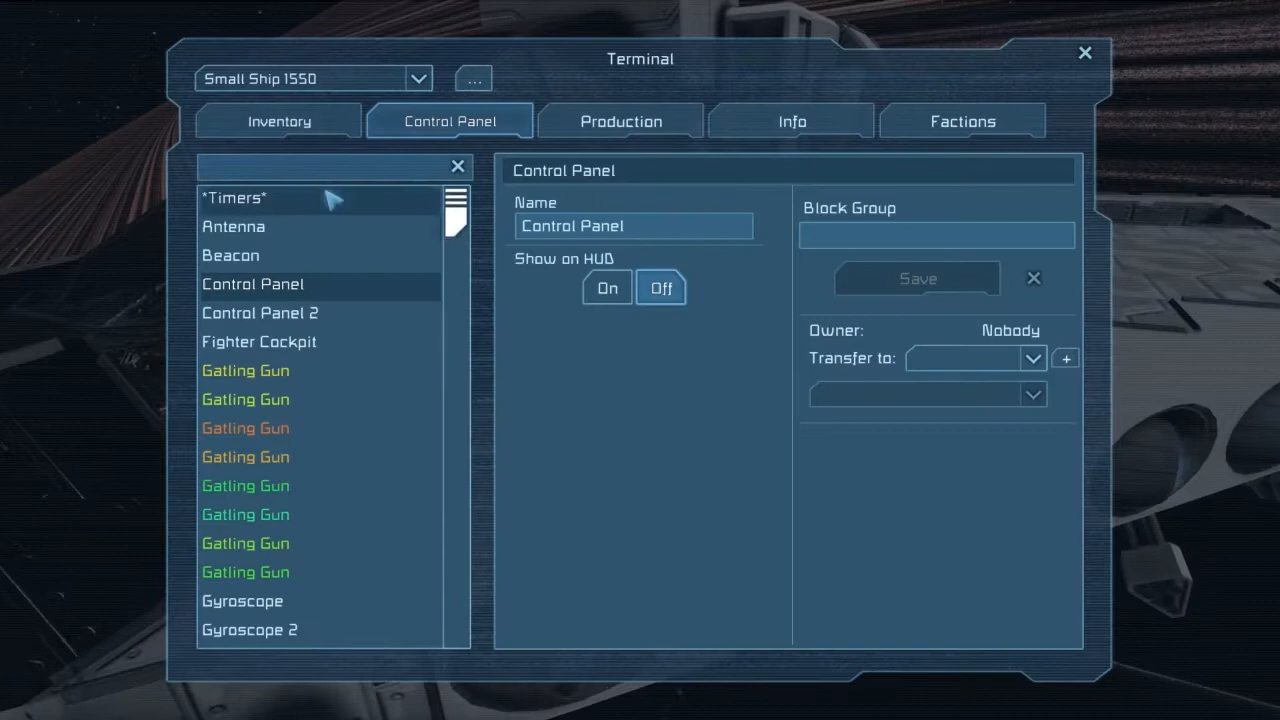 Terminal
Small Ship 1550
...
Inventory
Control Panel
Production
Info
Factions
*Timers*
Antenna
Beacon
Control Panel
Control Panel 2
Fighter Cockpit
Gatling Gun
Gatling Gun
Gatling Gun
Gatling Gun
Gatling Gun
Gatling Gun
Gatling Gun
Gatling Gun
Gyroscope
Gyroscope 2
Control Panel
Name
Control Panel
Show on HUD
On
Off
Block Group
Save
Owner: Nobody
Transfer to: +